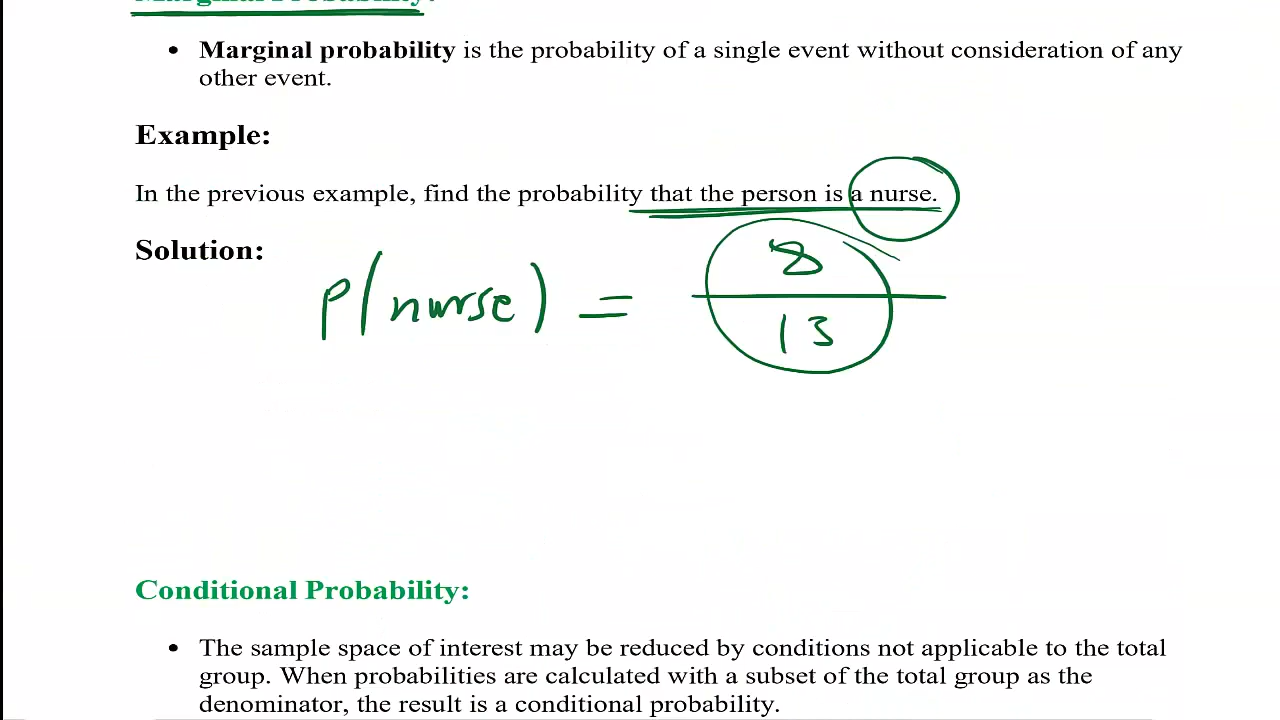 Marginal Probability:
• Marginal probability is the probability of a single event without consideration of any
other event.
Example:
In the previous example, find the probability that the person is a nurse.
Solution:
P(nurse) = 8/13
Conditional Probability:
• The sample space of interest may be reduced by conditions not applicable to the total
group. When probabilities are calculated with a subset of the total group as the
denominator, the result is a conditional probability.